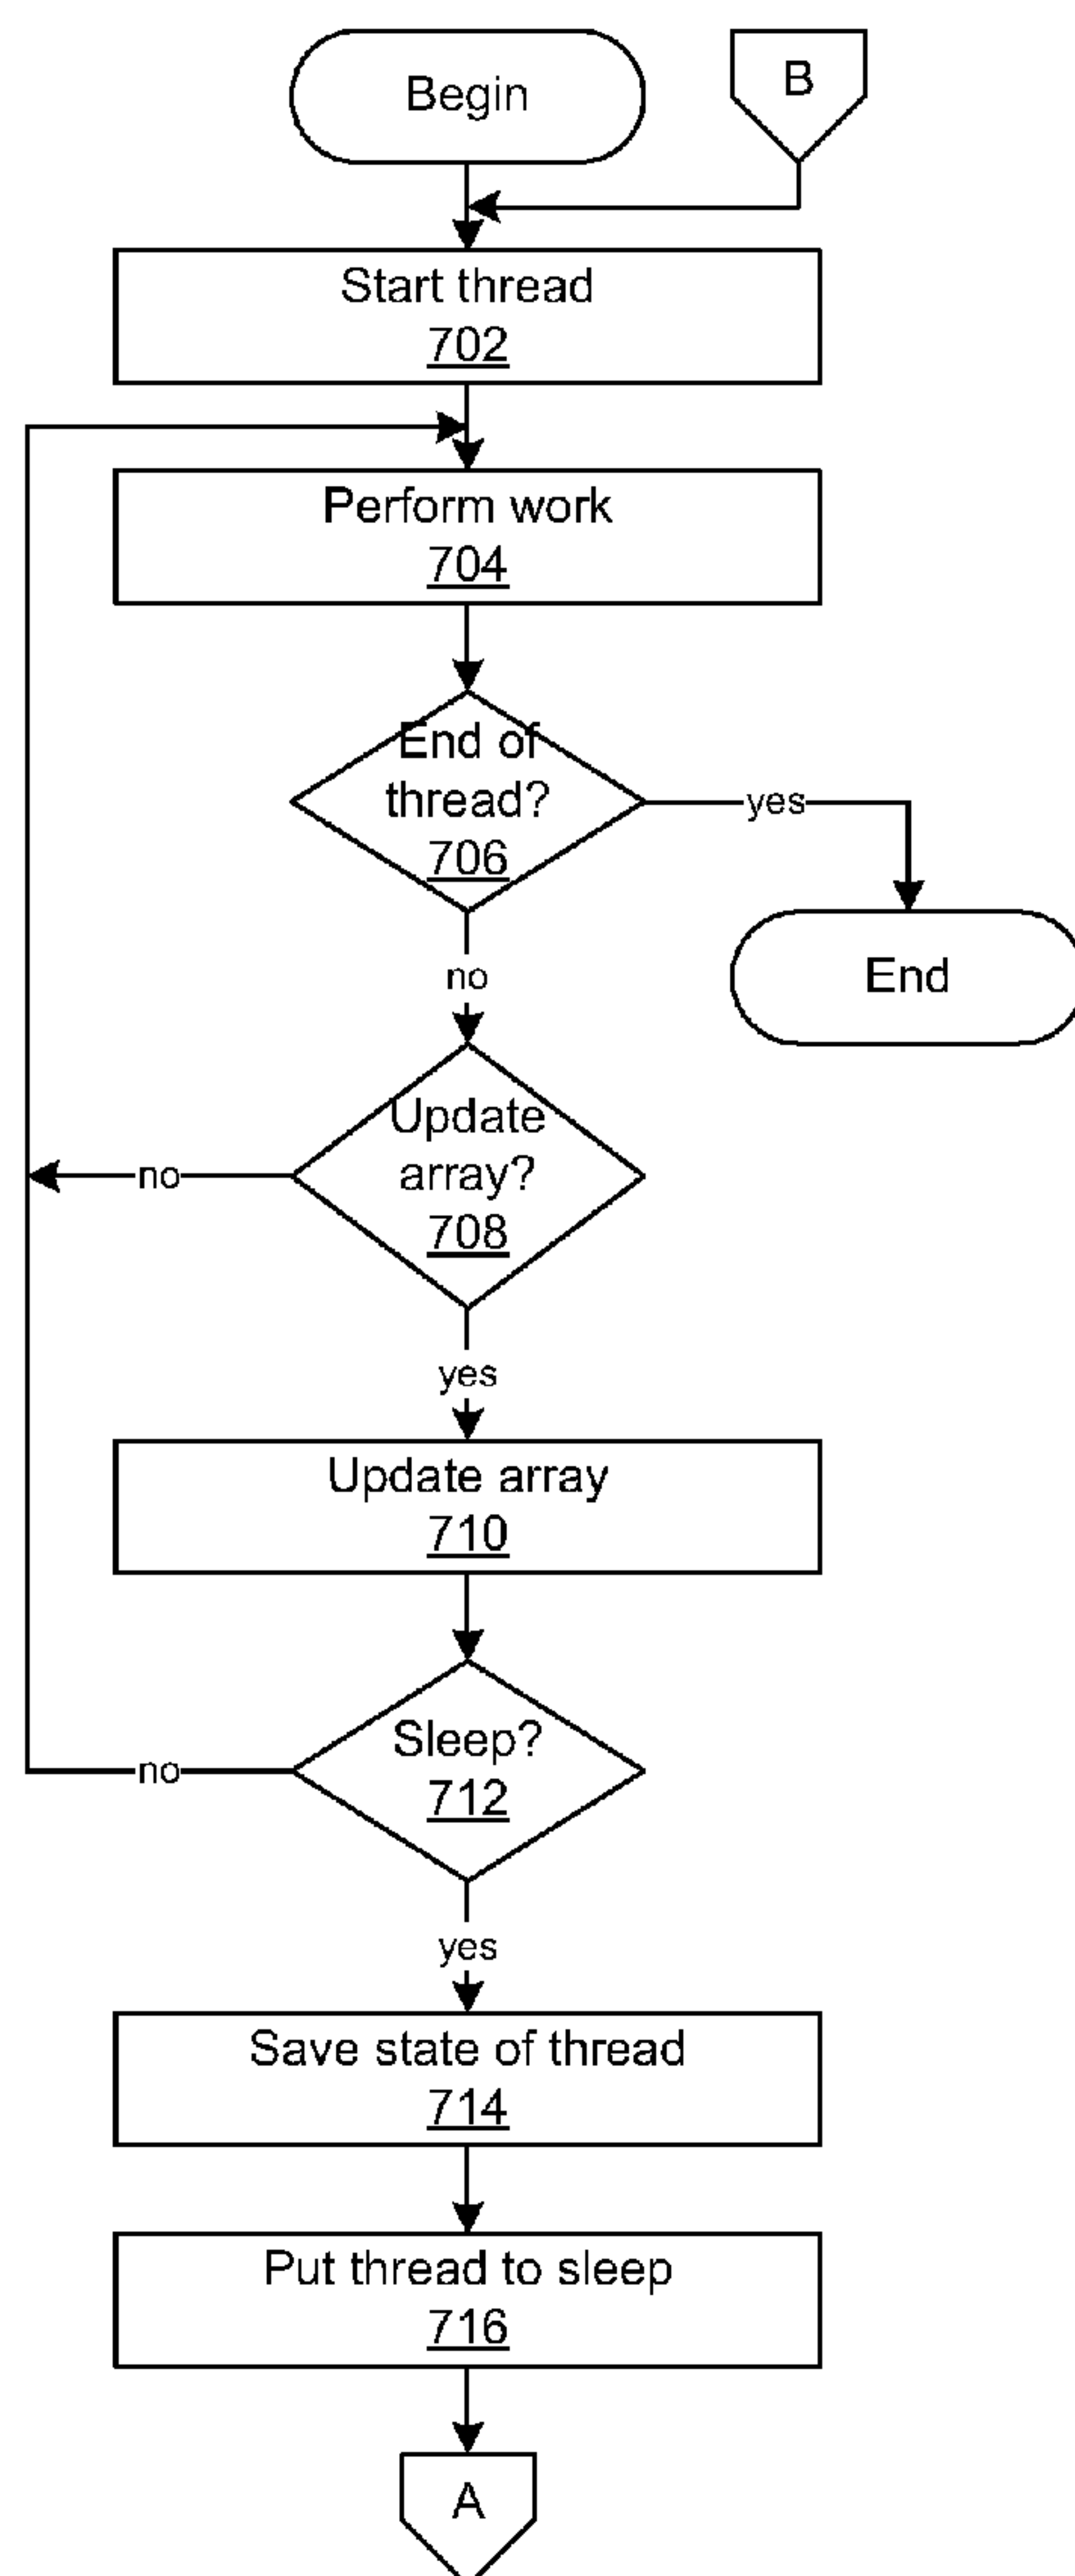 Begin
B
Start thread
702
Perform work
704
End of
thread?
706
yes
End
no
Update
array?
708
no
yes
Update array
710
Sleep?
712
no
yes
Save state of thread
714
Put thread to sleep
716
A